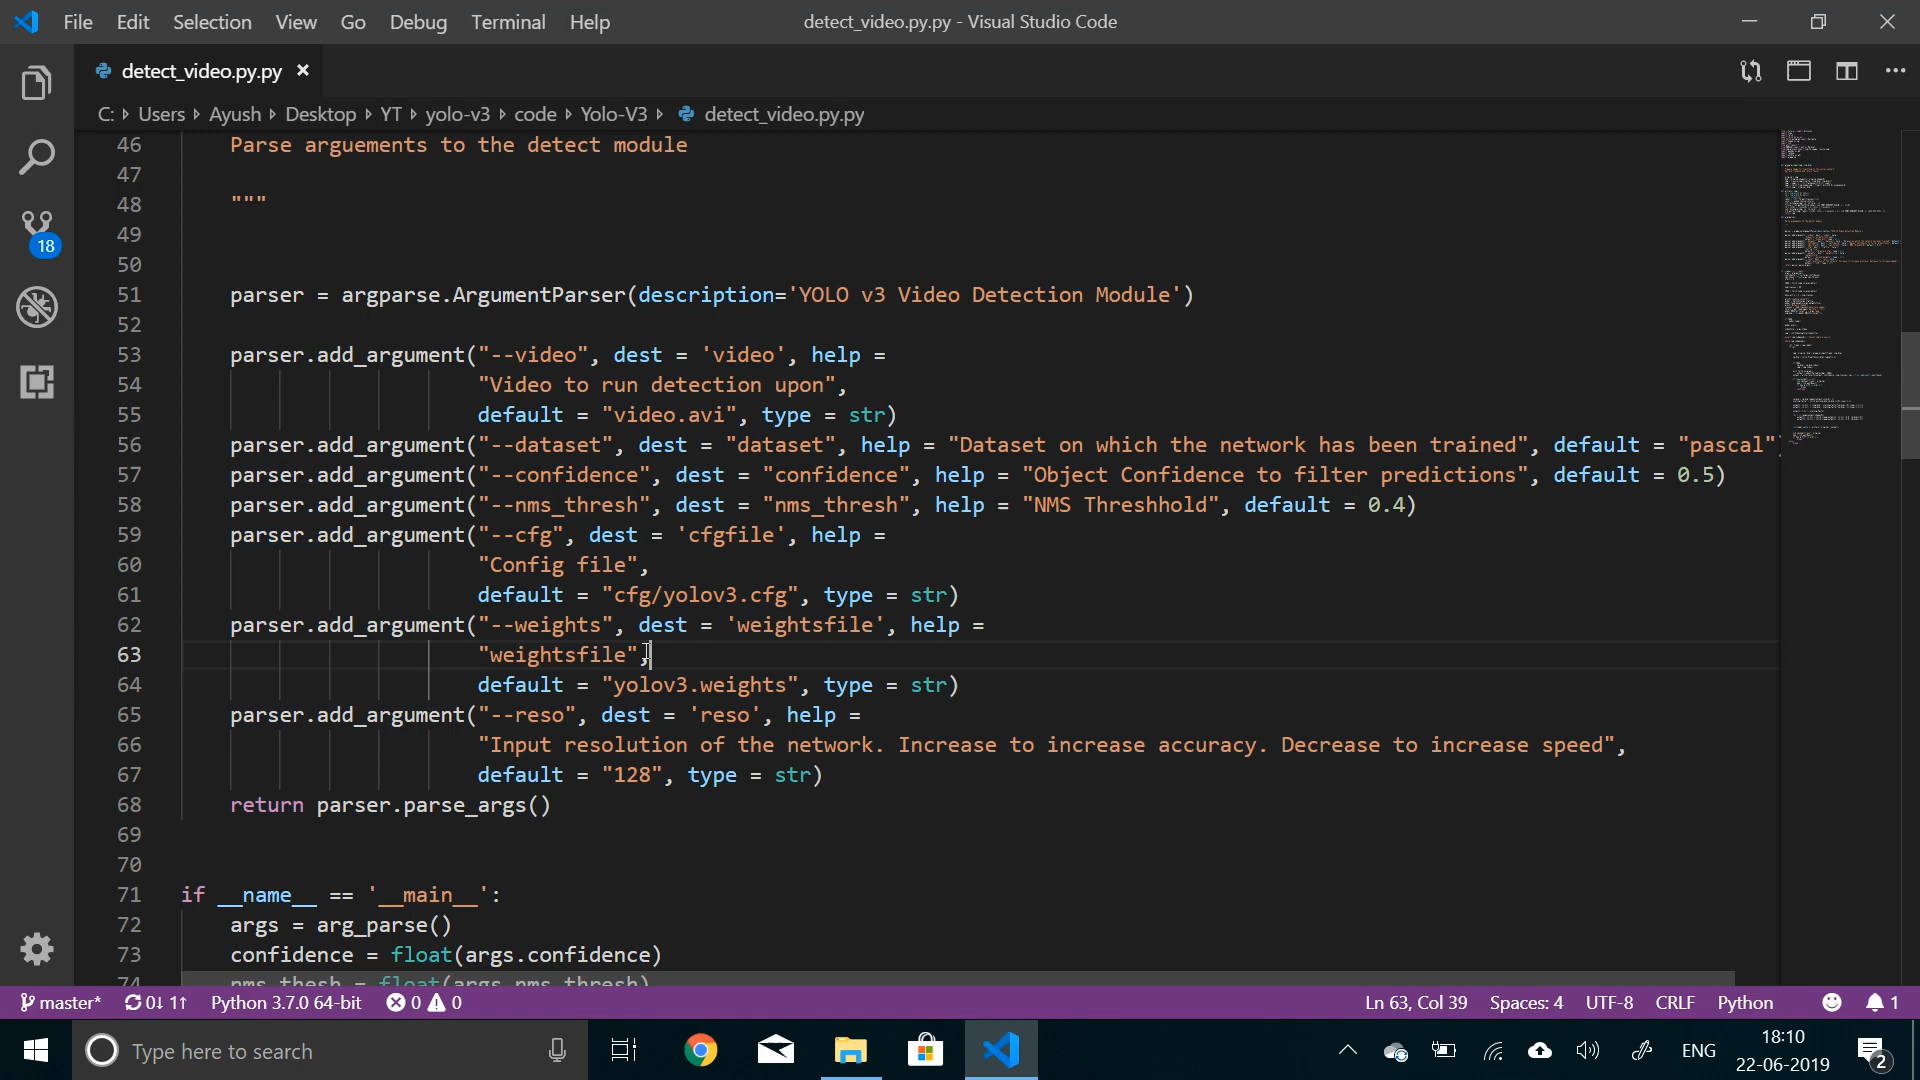 File Edit Selection View Go Debug Terminal Help
detect_video.py.py - Visual Studio Code
detect_video.py.py
C: Users Ayush Desktop YT yolo-v3 code Yolo-V3 detect_video.py.py
46 Parse arguements to the detect module
47
48 """
49
50
51 parser = argparse.ArgumentParser(description='YOLO v3 Video Detection Module')
52
53 parser.add_argument("--video", dest = 'video', help =
54 "Video to run detection upon",
55 default = "video.avi", type = str)
56 parser.add_argument("--dataset", dest = "dataset", help = "Dataset on which the network has been trained", default = "pascal")
57 parser.add_argument("--confidence", dest = "confidence", help = "Object Confidence to filter predictions", default = 0.5)
58 parser.add_argument("--nms_thresh", dest = "nms_thresh", help = "NMS Threshhold", default = 0.4)
59 parser.add_argument("--cfg", dest = 'cfgfile', help =
60 "Config file",
61 default = "cfg/yolov3.cfg", type = str)
62 parser.add_argument("--weights", dest = 'weightsfile', help =
63 "weightsfile",
64 default = "yolov3.weights", type = str)
65 parser.add_argument("--reso", dest = 'reso', help =
66 "Input resolution of the network. Increase to increase accuracy. Decrease to increase speed",
67 default = "128", type = str)
68 return parser.parse_args()
69
70
71 if __name__ == '__main__':
72 args = arg_parse()
73 confidence = float(args.confidence)
74 nms_thesh = float(args.nms_thresh)
18
master* 0↓ 1↑ Python 3.7.0 64-bit 0 0
Ln 63, Col 39 Spaces: 4 UTF-8 CRLF Python 1
Type here to search
ENG
18:10
22-06-2019
2